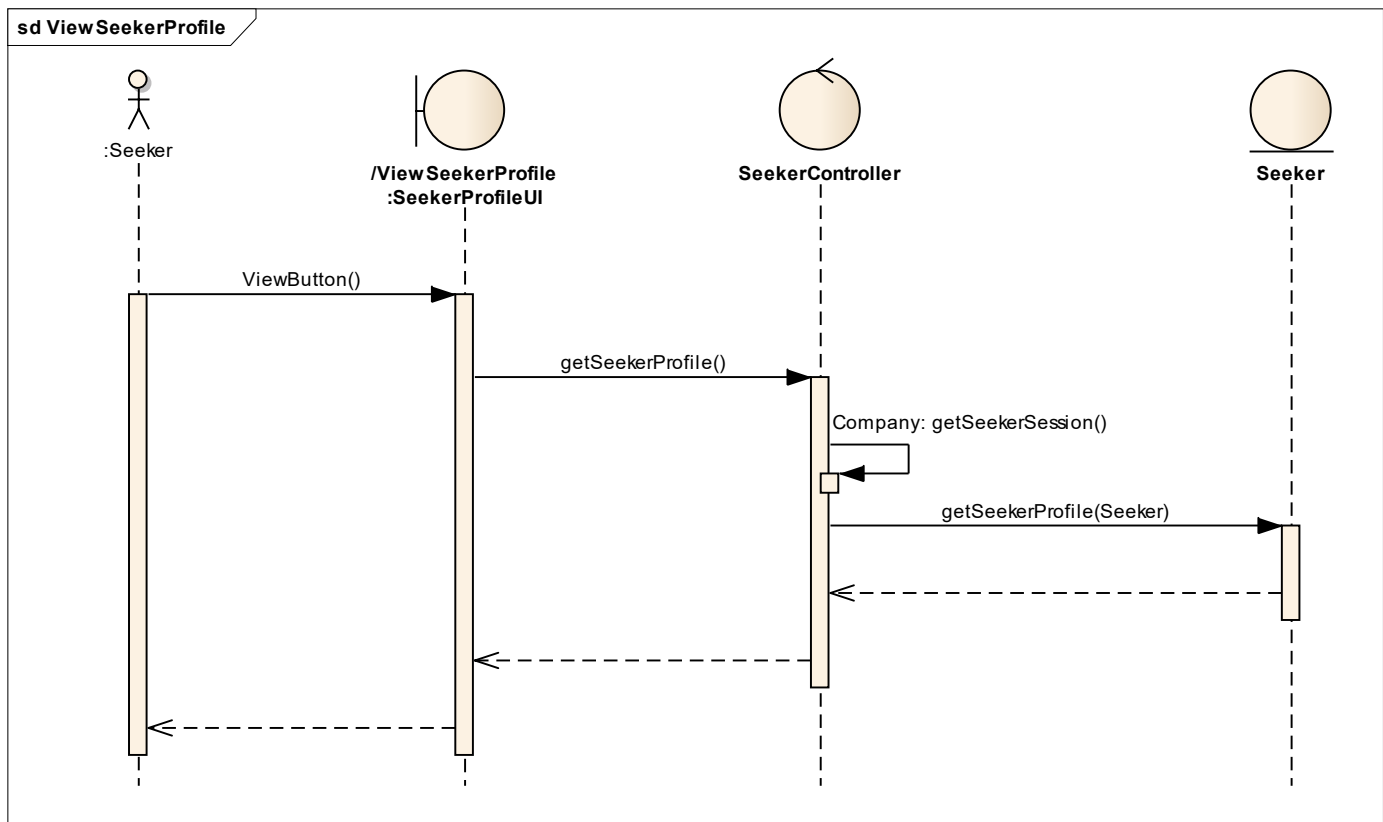 sd ViewSeekerProfile
:Seeker
/ViewSeekerProfile
:SeekerProfileUI
SeekerController
Seeker
ViewButton()
getSeekerProfile()
Company: getSeekerSession()
getSeekerProfile(Seeker)